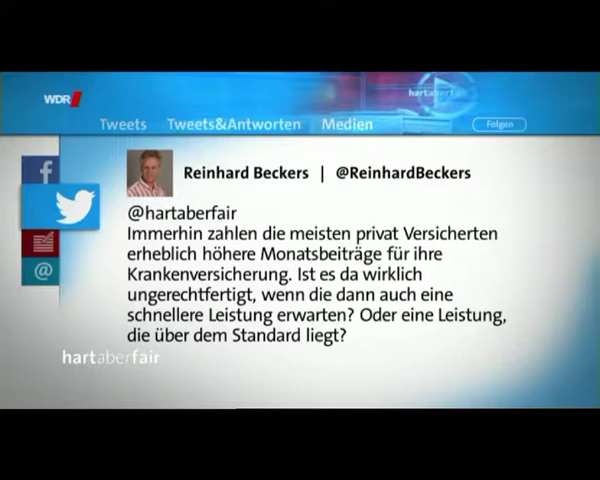 WDR
hartaberfair
Tweets Tweets&Antworten Medien Folgen
Reinhard Beckers | @ReinhardBeckers
@hartaberfair
Immerhin zahlen die meisten privat Versicherten
erheblich höhere Monatsbeiträge für ihre
Krankenversicherung. Ist es da wirklich
ungerechtfertigt, wenn die dann auch eine
schnellere Leistung erwarten? Oder eine Leistung,
die über dem Standard liegt?
hartaberfair